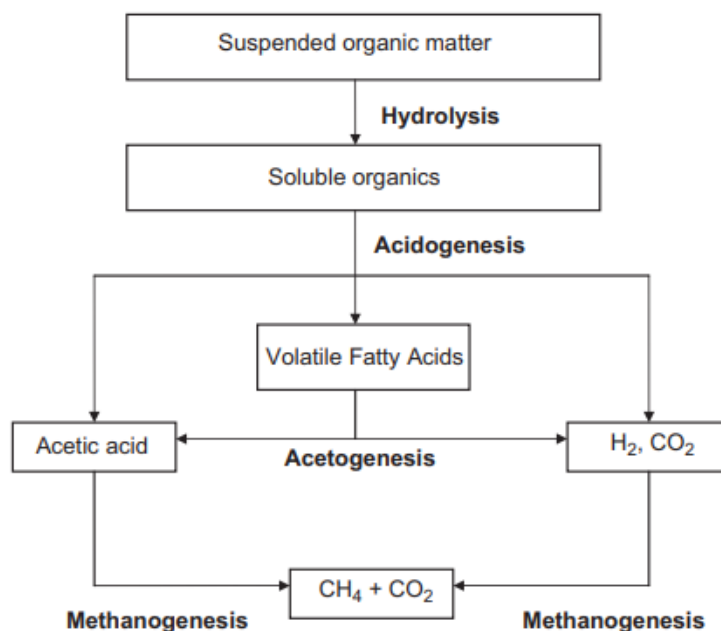 Suspended organic matter
Hydrolysis
Soluble organics
Acidogenesis
Volatile Fatty Acids
Acetic acid
Acetogenesis
H₂, CO₂
CH₄ + CO₂
Methanogenesis
Methanogenesis